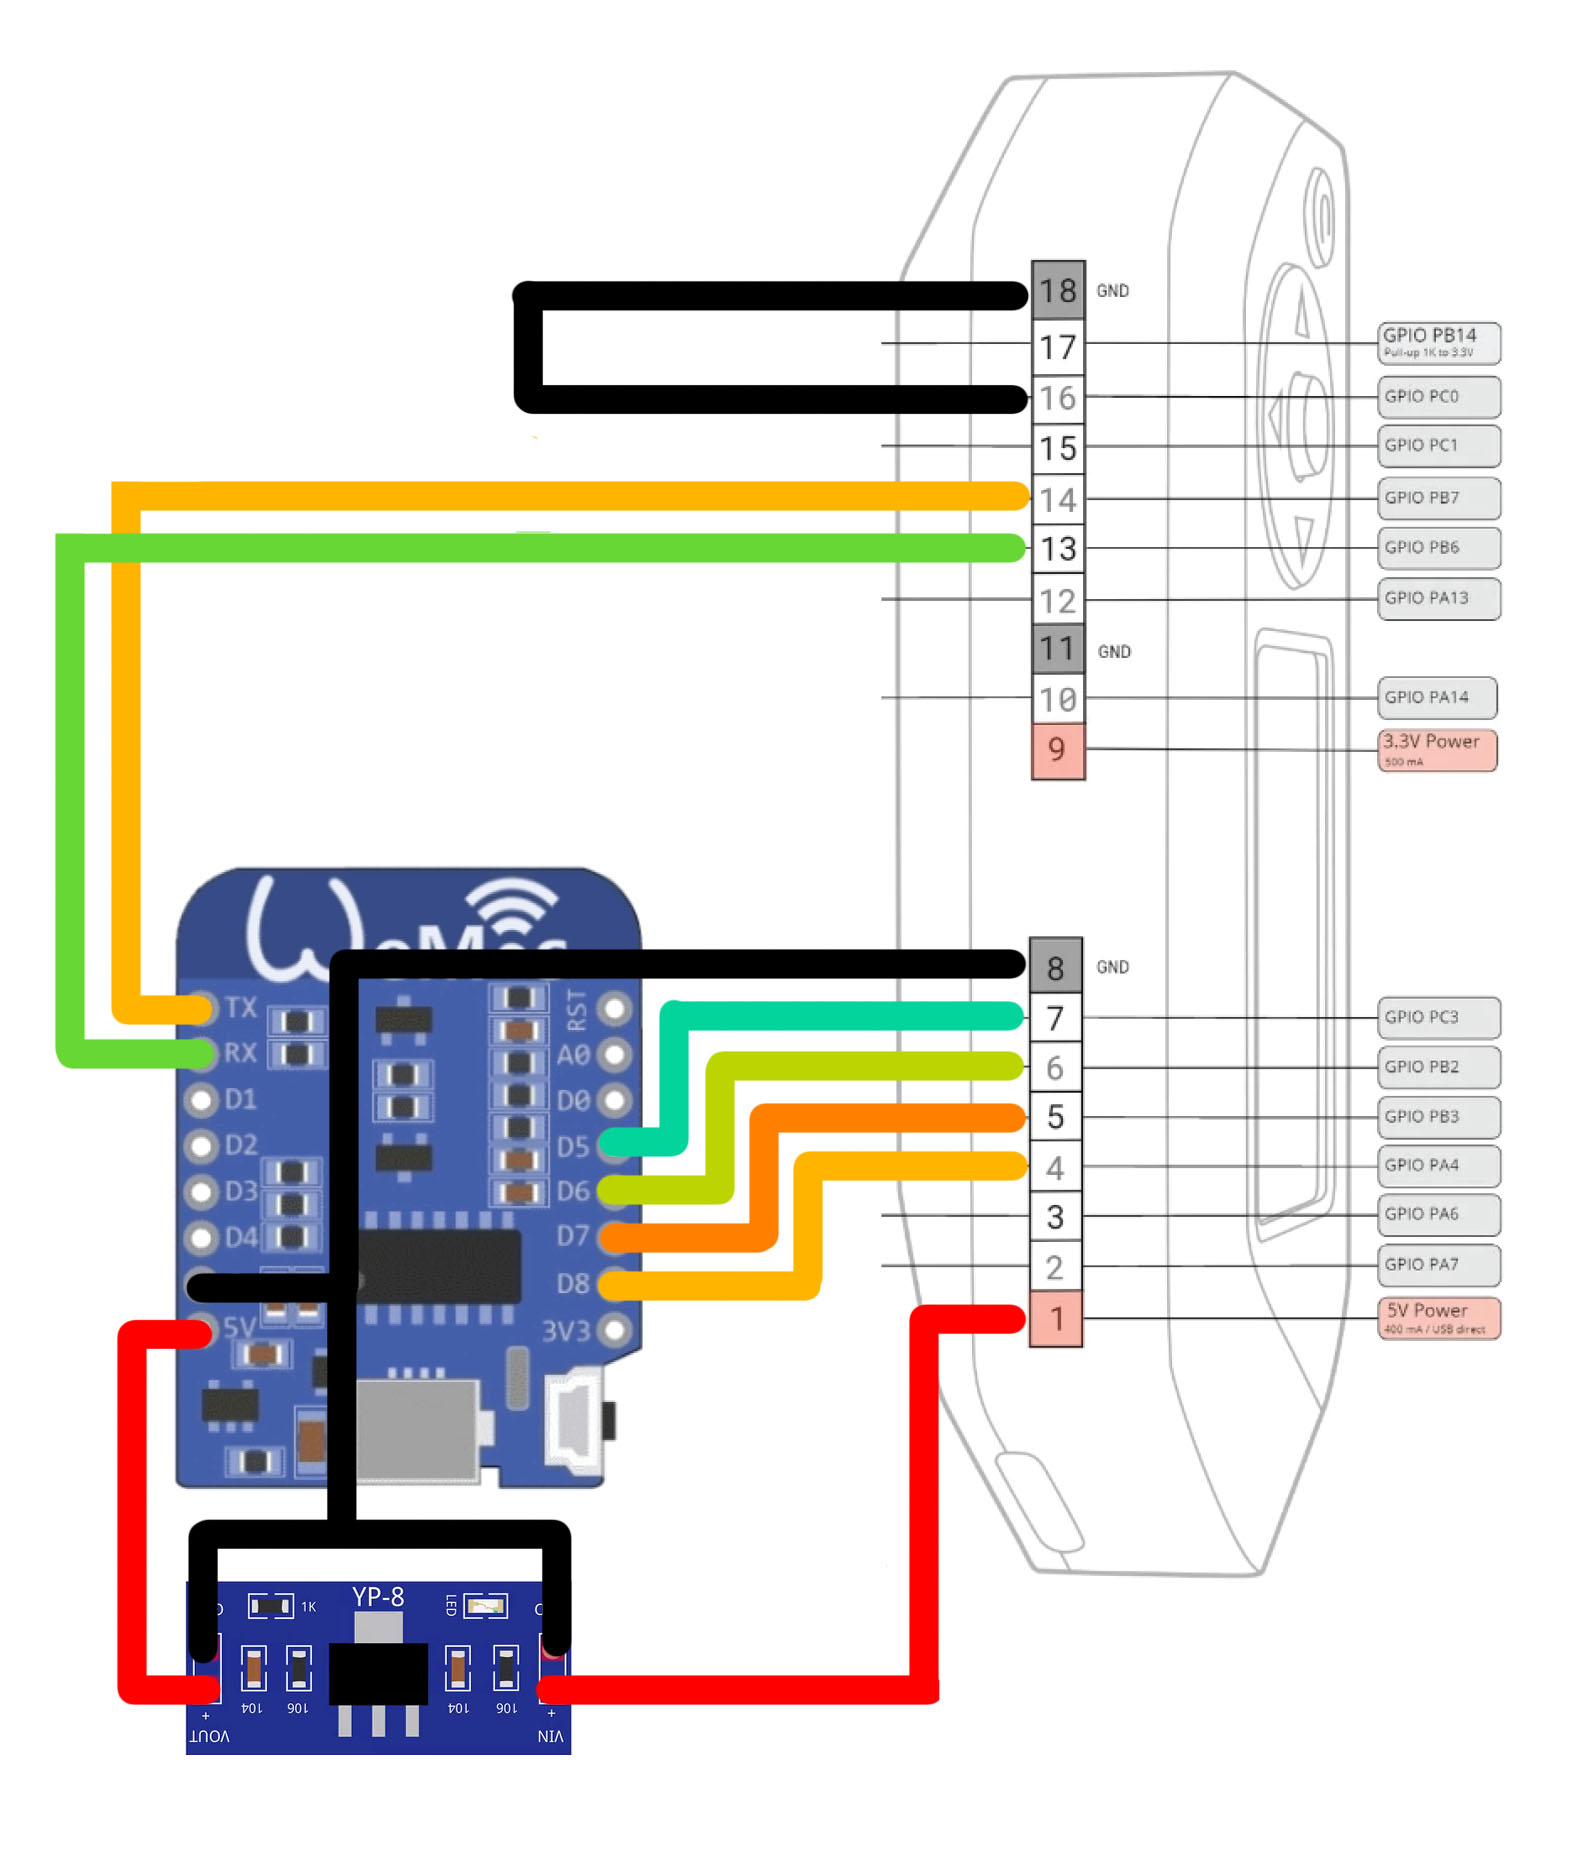 18 GND
17 GPIO PB14
Pull-up 1K to 3.3V
16 GPIO PC0
15 GPIO PC1
14 GPIO PB7
13 GPIO PB6
12 GPIO PA13
11 GND
10 GPIO PA14
9 3.3V Power
500 mA
8 GND
7 GPIO PC3
6 GPIO PB2
5 GPIO PB3
4 GPIO PA4
3 GPIO PA6
2 GPIO PA7
1 5V Power
400 mA / USB direct
TX
RX
D1
D2
D3
D4
5V
RST
A0
D0
D5
D6
D7
D8
3V3
YP-8
1K
LED
104
106
104
106
+
+
VOUT
VIN